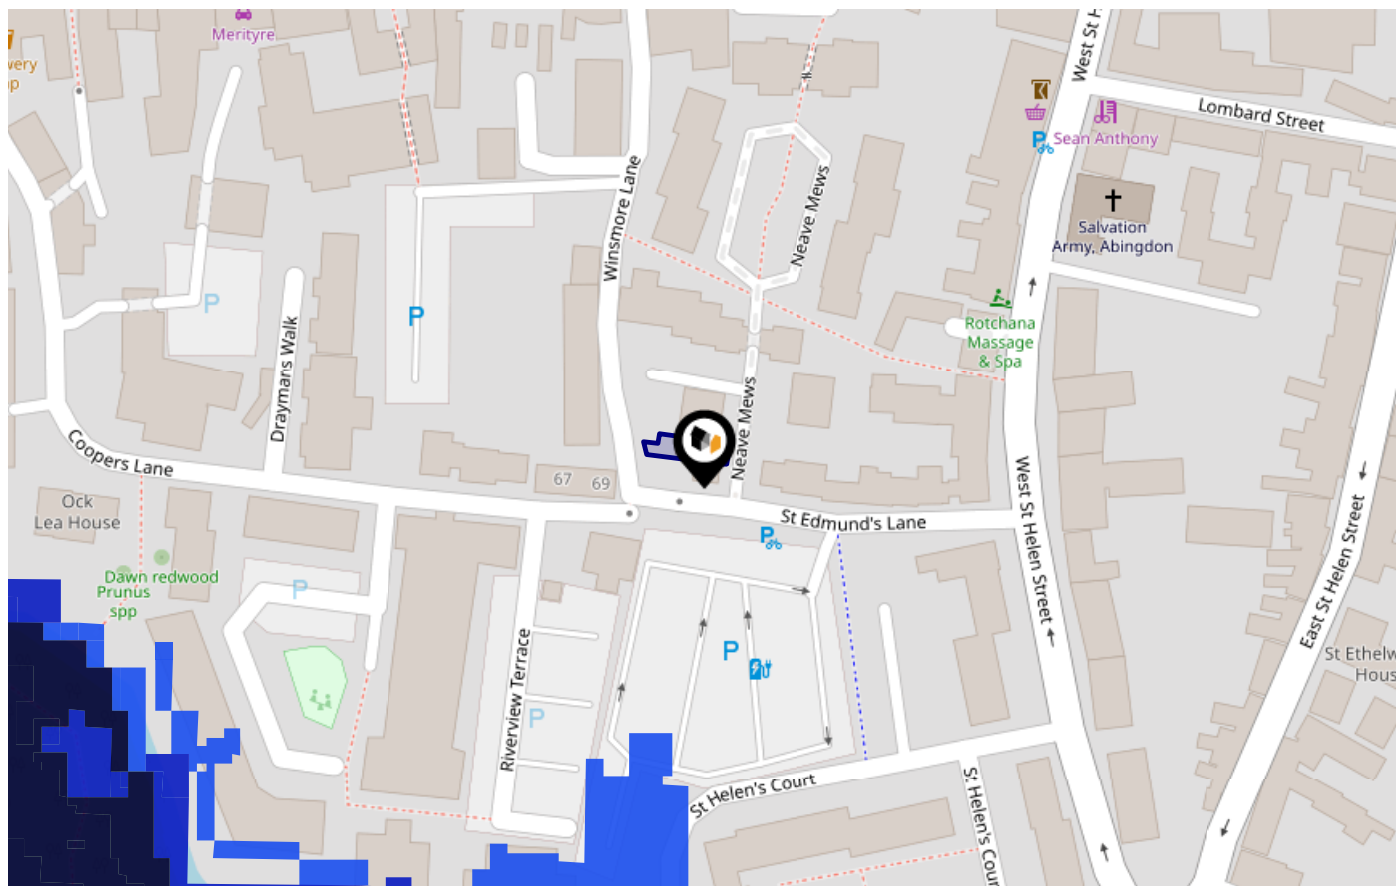 Merityre
West St H
Lombard Street
Sean Anthony
Salvation
Army, Abingdon
Winsmore Lane
Neave Mews
Rotchana
Massage
& Spa
Draymans Walk
Neave Mews
Coopers Lane
67
69
Ock
Lea House
St Edmund's Lane
West St Helen Street
East St Helen Street
Dawn redwood
Prunus
spp
P
P
P
P
P
P
P
P
Riverview Terrace
St Ethelw
Hous
St Helen's Court
St Helen's Cour
wery
op